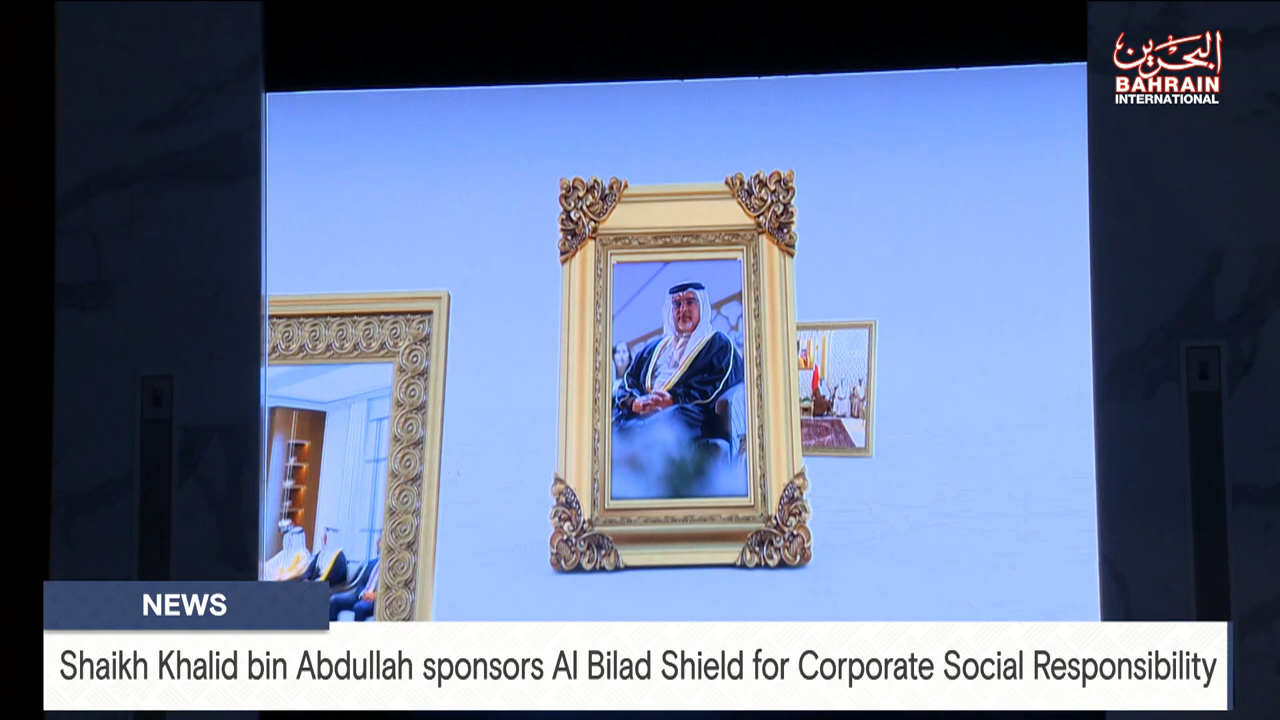 البحرين
BAHRAIN
INTERNATIONAL
NEWS
Shaikh Khalid bin Abdullah sponsors Al Bilad Shield for Corporate Social Responsibility